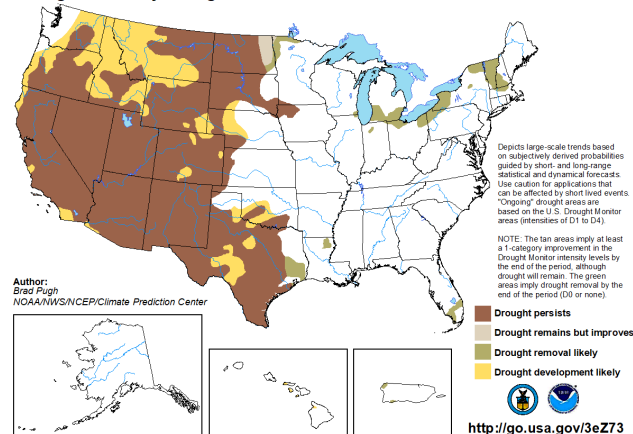 Depicts large-scale trends based
on subjectively derived probabilities
guided by short- and long-range
statistical and dynamical forecasts.
Use caution for applications that
can be affected by short lived events.
"Ongoing" drought areas are
based on the U.S. Drought Monitor
areas (intensities of D1 to D4).
NOTE: The tan areas imply at least
a 1-category improvement in
the Drought Monitor intensity levels by
the end of the period, although
drought will remain. The green
areas imply drought removal by the
end of the period (D0 or none).
Author:
Brad Pugh
NOAA/NWS/NCEP/Climate Prediction Center
Drought persists
Drought remains but improves
Drought removal likely
Drought development likely
http://go.usa.gov/3eZ73